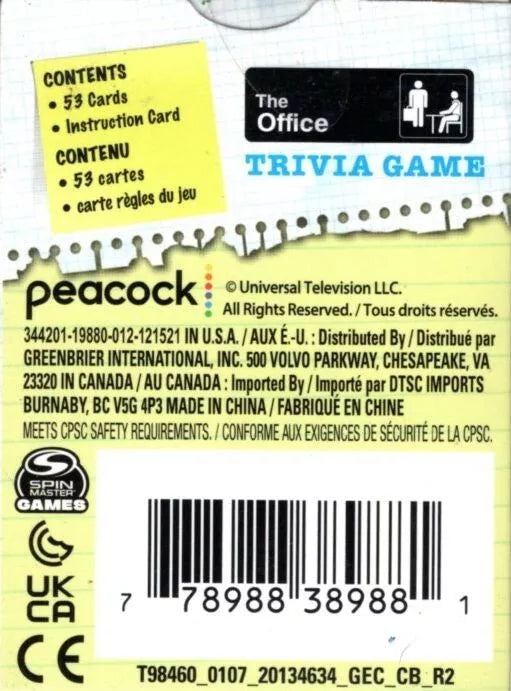 CONTENTS
• 53 Cards
• Instruction Card
CONTENU
• 53 cartes
• carte règles du jeu
The
Office
TRIVIA GAME
peacock
© Universal Television LLC.
All Rights Reserved. / Tous droits réservés.
344201-19880-012-121521 IN U.S.A. / AUX É.-U. : Distributed By / Distribué par
GREENBRIER INTERNATIONAL, INC. 500 VOLVO PARKWAY, CHESAPEAKE, VA
23320 IN CANADA / AU CANADA : Imported By / Importé par DTSC IMPORTS
BURNABY, BC V5G 4P3 MADE IN CHINA / FABRIQUÉ EN CHINE
MEETS CPSC SAFETY REQUIREMENTS. / CONFORME AUX EXIGENCES DE SÉCURITÉ DE LA CPSC.
SPIN
MASTER
GAMES
UK
CA
CE
7 78988 38988 1
T98460_0107_20134634_GEC_CB_R2